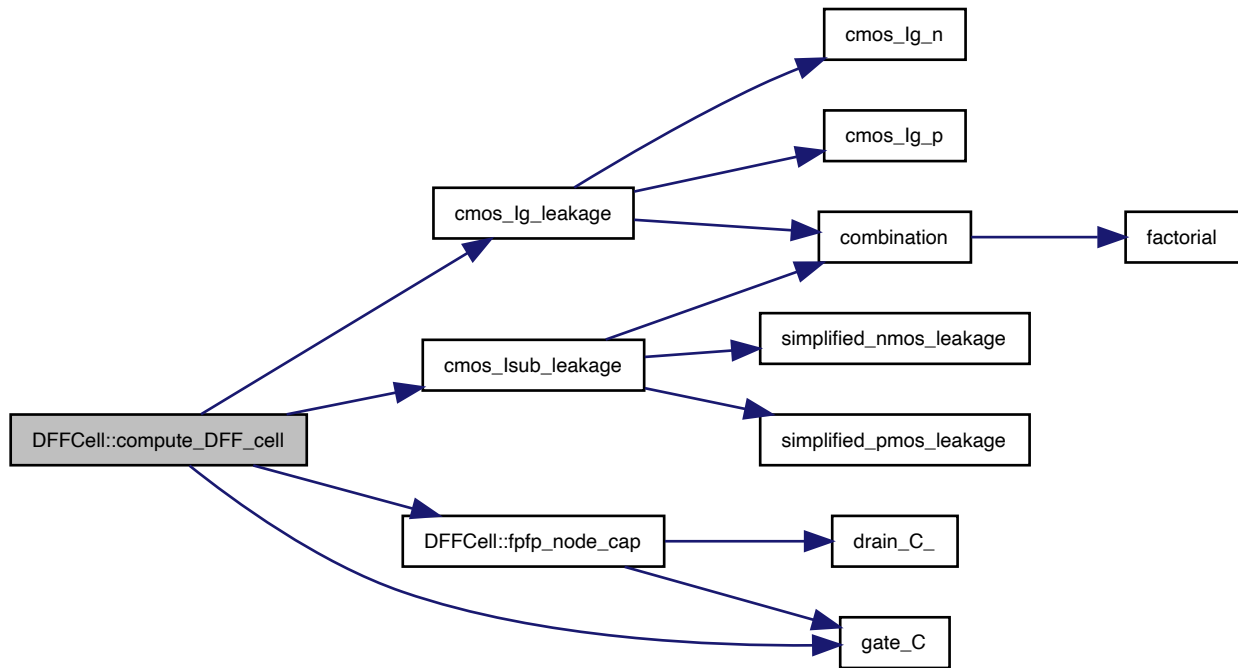 cmos_Ig_n
cmos_Ig_p
cmos_Ig_leakage
combination
factorial
simplified_nmos_leakage
cmos_Isub_leakage
DFFCell::compute_DFF_cell
simplified_pmos_leakage
DFFCell::fpfp_node_cap
drain_C_
gate_C